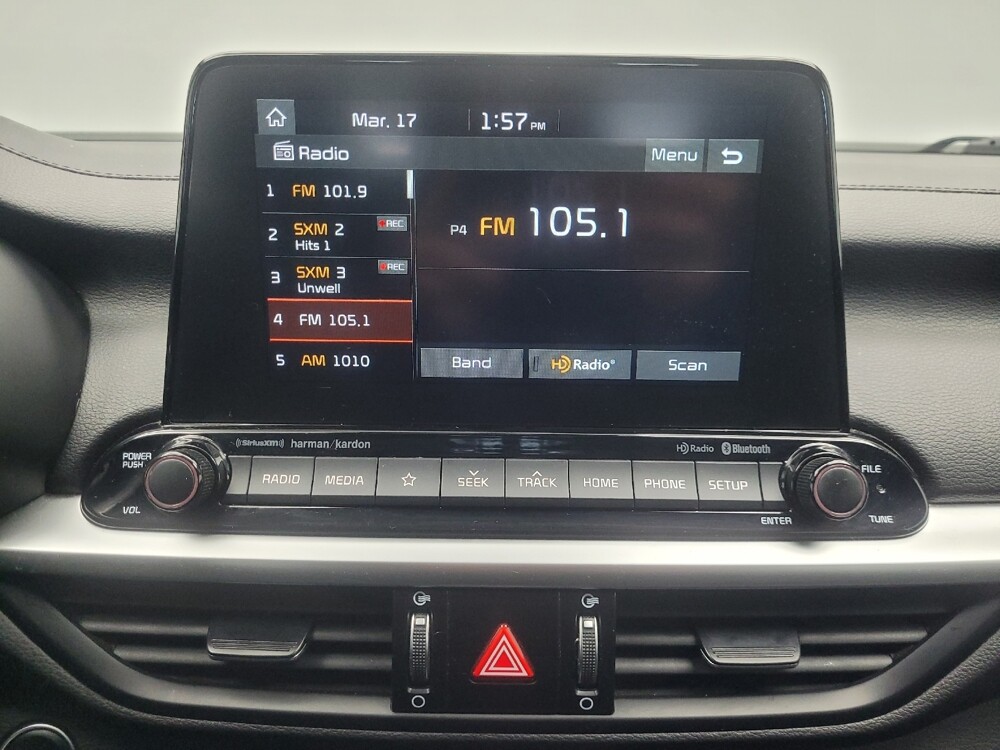 Mar. 17 1:57 PM
Radio Menu
1 FM 101.9
2 SXM 2 REC
Hits 1
3 SXM 3 REC
Unwell
4 FM 105.1
5 AM 1010
P4 FM 105.1
Band HD Radio® Scan
((SiriusXM)) harman/kardon HD Radio Bluetooth
POWER
PUSH
VOL
RADIO MEDIA SEEK TRACK HOME PHONE SETUP
FILE
ENTER TUNE